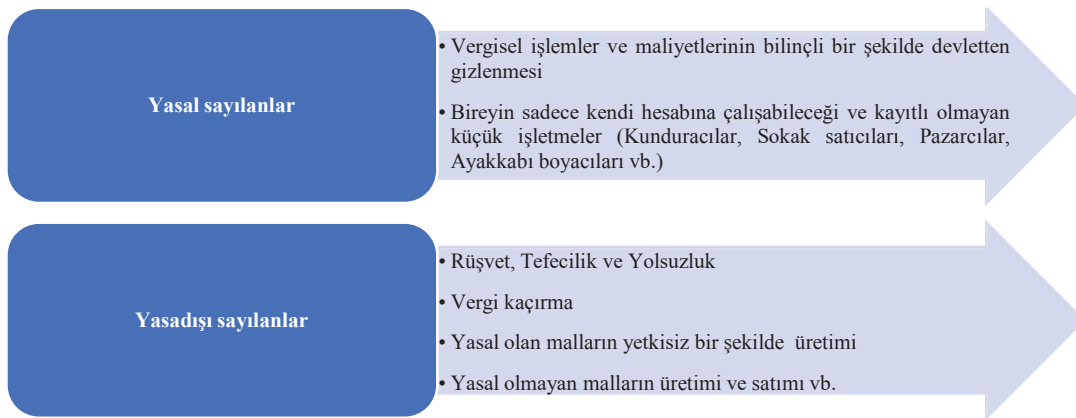 Yasal sayılanlar
• Vergisel işlemler ve maliyetlerinin bilinçli bir şekilde devletten
gizlenmesi
• Bireyin sadece kendi hesabına çalışabileceği ve kayıtlı olmayan
küçük işletmeler (Kunduracılar, Sokak satıcıları, Pazarcılar,
Ayakkabı boyacıları vb.)
Yasadışı sayılanlar
• Rüşvet, Tefecilik ve Yolsuzluk
• Vergi kaçırma
• Yasal olan malların yetkisiz bir şekilde üretimi
• Yasal olmayan malların üretimi ve satımı vb.